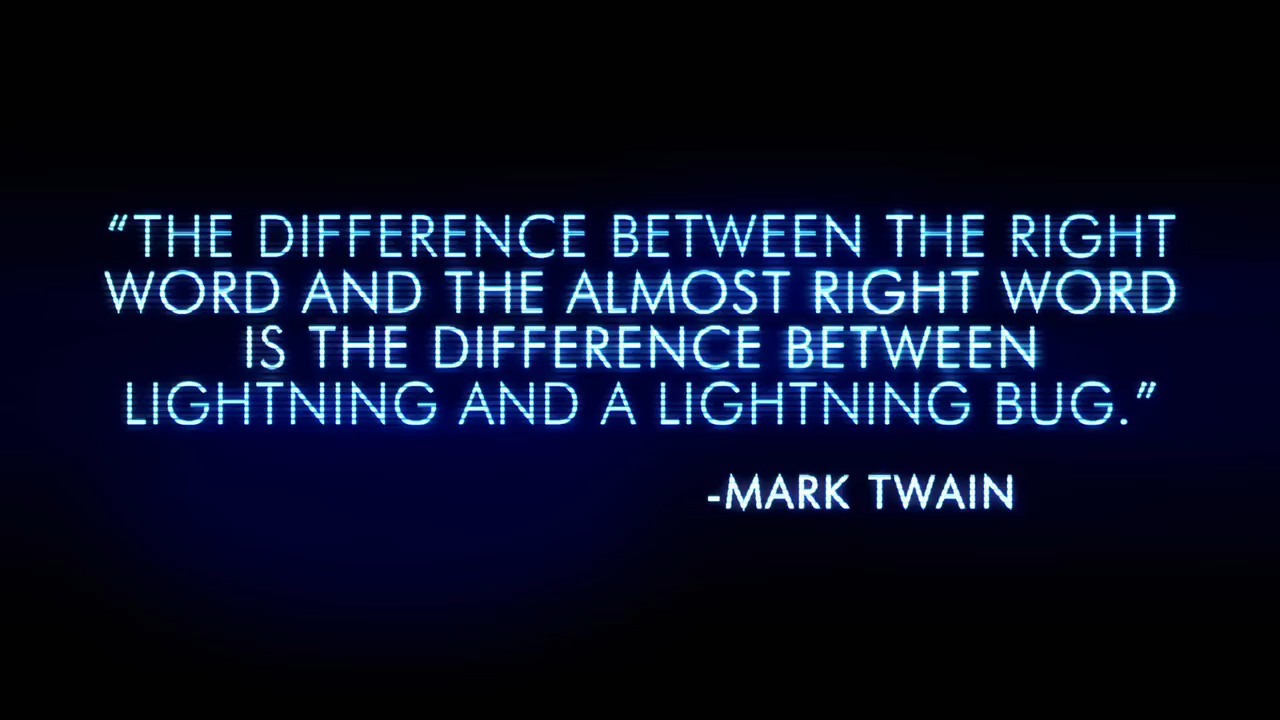 “THE DIFFERENCE BETWEEN THE RIGHT
WORD AND THE ALMOST RIGHT WORD
IS THE DIFFERENCE BETWEEN
LIGHTNING AND A LIGHTNING BUG.”
-MARK TWAIN